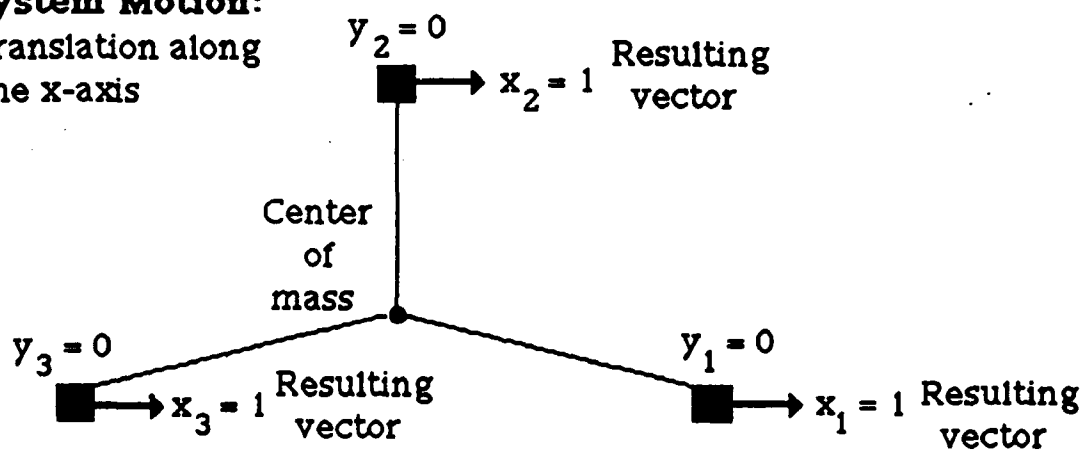 ystem Motion:
ranslation along
he x-axis
y2 = 0
x2 = 1 Resulting vector
Center
of
mass
y3 = 0
x3 = 1 Resulting vector
y1 = 0
x1 = 1 Resulting vector